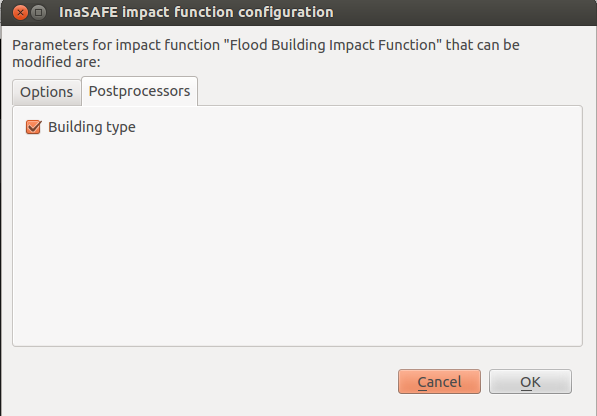 InaSAFE impact function configuration
Parameters for impact function "Flood Building Impact Function" that can be
modified are:
Options
Postprocessors
Building type
Cancel
OK